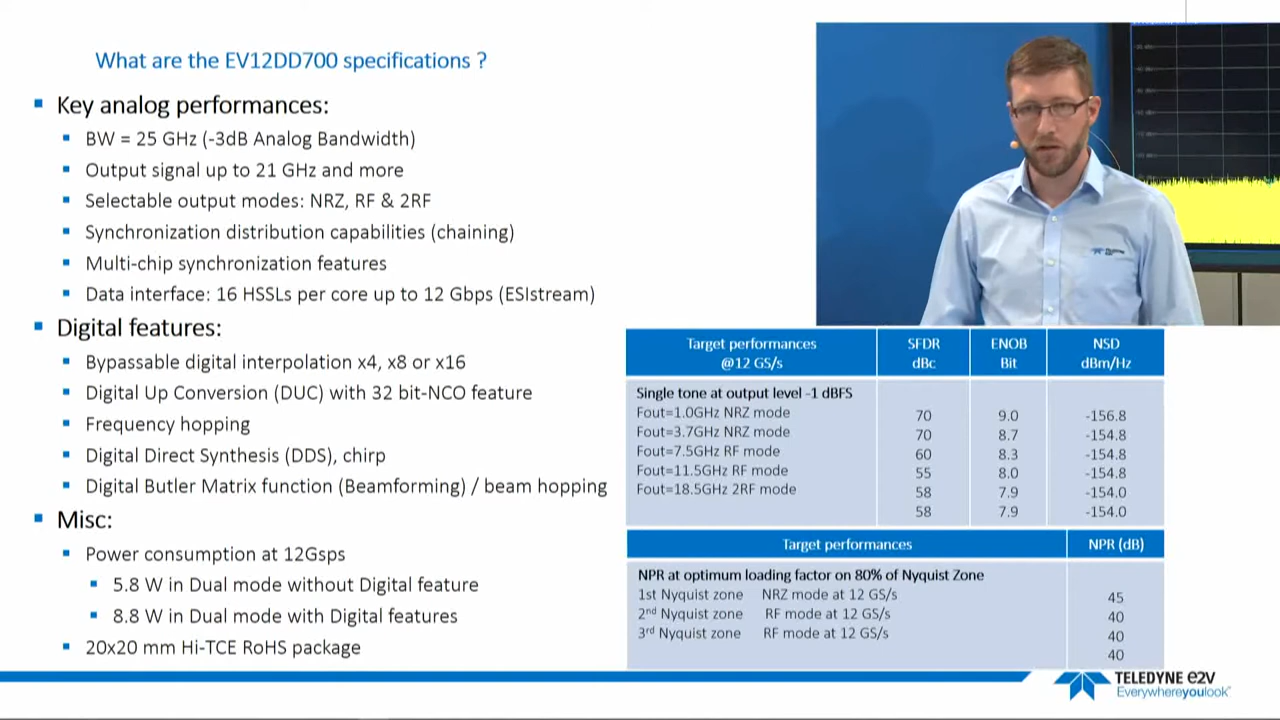 What are the EV12DD700 specifications ?
Key analog performances:
BW = 25 GHz (-3dB Analog Bandwidth)
Output signal up to 21 GHz and more
Selectable output modes: NRZ, RF & 2RF
Synchronization distribution capabilities (chaining)
Multi-chip synchronization features
Data interface: 16 HSSLs per core up to 12 Gbps (ESIstream)
Digital features:
Bypassable digital interpolation x4, x8 or x16
Digital Up Conversion (DUC) with 32 bit-NCO feature
Frequency hopping
Digital Direct Synthesis (DDS), chirp
Digital Butler Matrix function (Beamforming) / beam hopping
Misc:
Power consumption at 12Gsps
5.8 W in Dual mode without Digital feature
8.8 W in Dual mode with Digital features
20x20 mm Hi-TCE RoHS package
TELEDYNE
e2v
Target performances SFDR ENOB NSD
@12 GS/s dBc Bit dBm/Hz
Single tone at output level -1 dBFS
Fout=1.0GHz NRZ mode 70 9.0 -156.8
Fout=3.7GHz NRZ mode 70 8.7 -154.8
Fout=7.5GHz RF mode 60 8.3 -154.8
Fout=11.5GHz RF mode 55 8.0 -154.8
Fout=18.5GHz 2RF mode 58 7.9 -154.0
58 7.9 -154.0
Target performances NPR (dB)
NPR at optimum loading factor on 80% of Nyquist Zone
1st Nyquist zone NRZ mode at 12 GS/s 45
2nd Nyquist zone RF mode at 12 GS/s 40
3rd Nyquist zone RF mode at 12 GS/s 40
40
TELEDYNE e2v
Everywhereyoulook